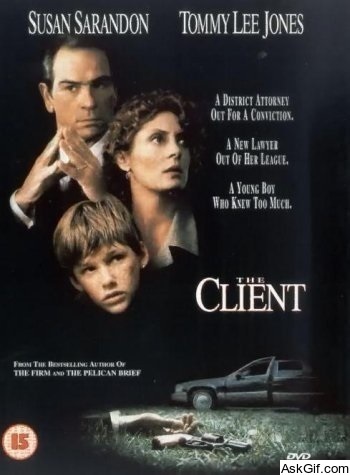 SUSAN SARANDON TOMMY LEE JONES
A DISTRICT ATTORNEY
OUT FOR A CONVICTION.
A NEW LAWYER
OUT OF HER LEAGUE.
A YOUNG BOY
WHO KNEW TOO MUCH.
THE
CLIENT
FROM THE BESTSELLING AUTHOR OF
THE FIRM AND THE PELICAN BRIEF
15
DVD
AskGif.com